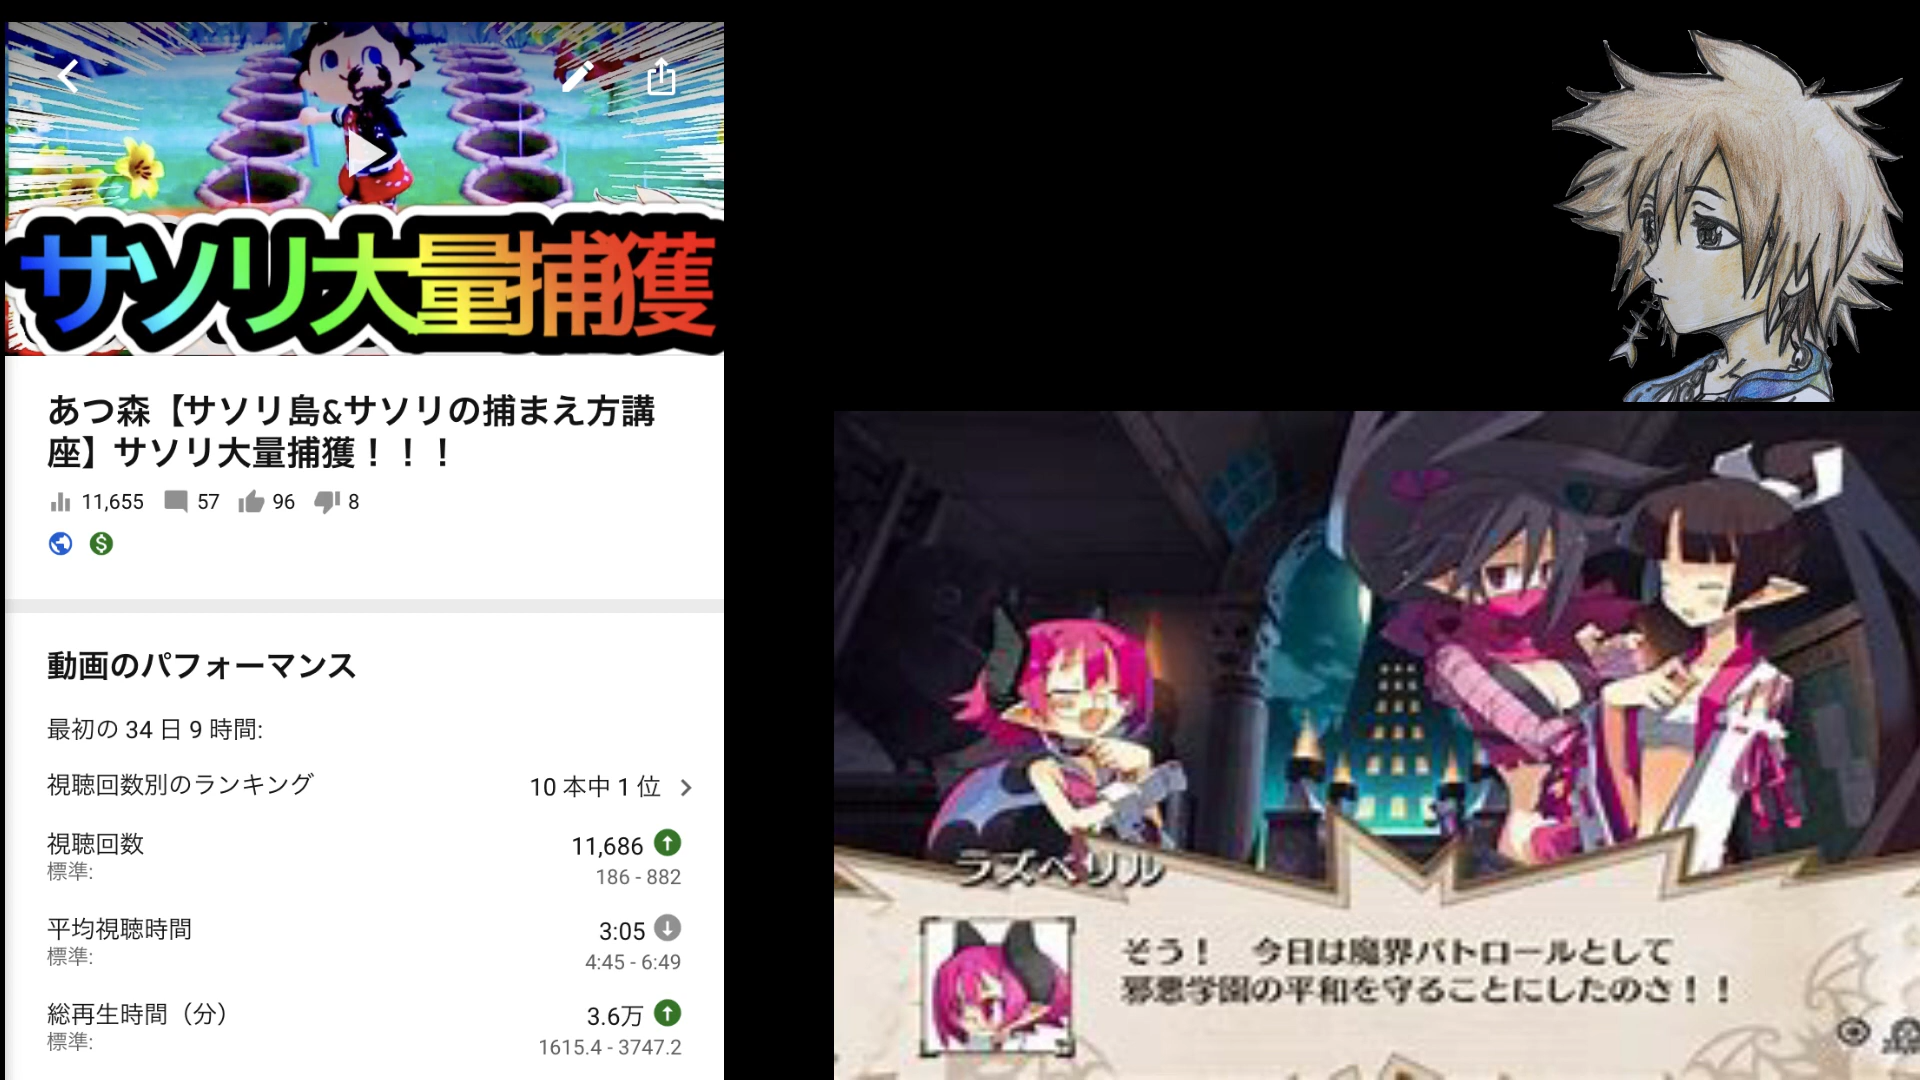 サソリ大量捕獲
あつ森【サソリ島&サソリの捕まえ方講
座】サソリ大量捕獲！！！
11,655 57 96 8
動画のパフォーマンス
最初の 34 日 9 時間:
視聴回数別のランキング 10 本中 1 位
視聴回数 11,686
標準: 186 - 882
平均視聴時間 3:05
標準: 4:45 - 6:49
総再生時間（分） 3.6万
標準: 1615.4 - 3747.2
ラズベリル
そう！ 今日は魔界パトロールとして
邪悪学園の平和を守ることにしたのさ！！